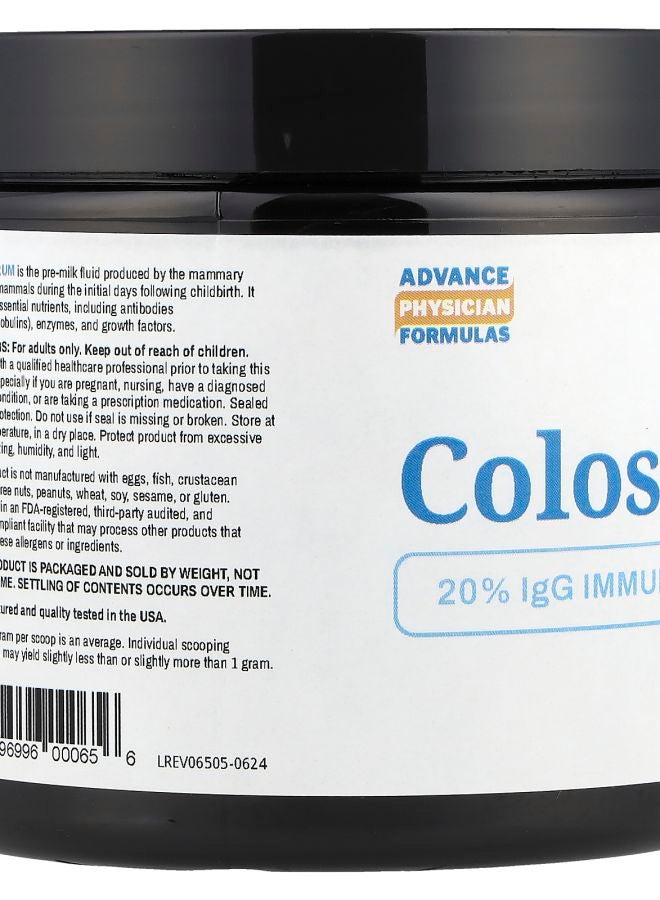 UM is the pre-milk fluid produced by the mammary
mammals during the initial days following childbirth. It
ssential nutrients, including antibodies
obulins), enzymes, and growth factors.
S: For adults only. Keep out of reach of children.
th a qualified healthcare professional prior to taking this
pecially if you are pregnant, nursing, have a diagnosed
ondition, or are taking a prescription medication. Sealed
otection. Do not use if seal is missing or broken. Store at
erature, in a dry place. Protect product from excessive
ing, humidity, and light.
ct is not manufactured with eggs, fish, crustacean
ree nuts, peanuts, wheat, soy, sesame, or gluten.
in an FDA-registered, third-party audited, and
mpliant facility that may process other products that
ese allergens or ingredients.
ODUCT IS PACKAGED AND SOLD BY WEIGHT, NOT
ME. SETTLING OF CONTENTS OCCURS OVER TIME.
ured and quality tested in the USA.
ram per scoop is an average. Individual scooping
may yield slightly less than or slightly more than 1 gram.
96996 00065 6
LREV06505-0624
ADVANCE
PHYSICIAN
FORMULAS
Colos
20% IgG IMMU